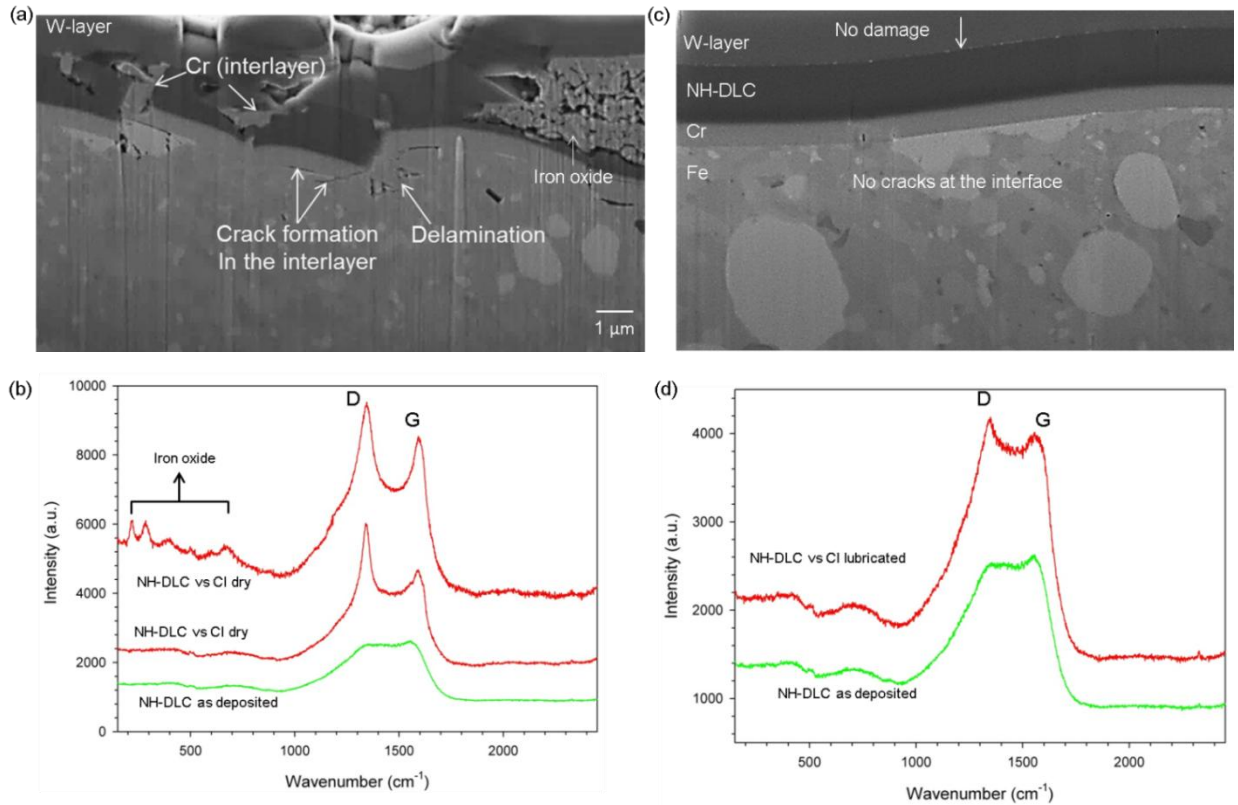 (a)
W-layer
Cr (interlayer)
Iron oxide
Crack formation
In the interlayer
Delamination
1 µm
(c)
W-layer
No damage
NH-DLC
Cr
Fe
No cracks at the interface
(b)
10000
8000
6000
4000
2000
0
Intensity (a.u.)
D
G
Iron oxide
NH-DLC vs CI dry
NH-DLC vs CI dry
NH-DLC as deposited
500
1000
1500
2000
Wavenumber (cm⁻¹)
(d)
4000
3000
2000
1000
Intensity (a.u.)
D
G
NH-DLC vs CI lubricated
NH-DLC as deposited
500
1000
1500
2000
Wavenumber (cm⁻¹)